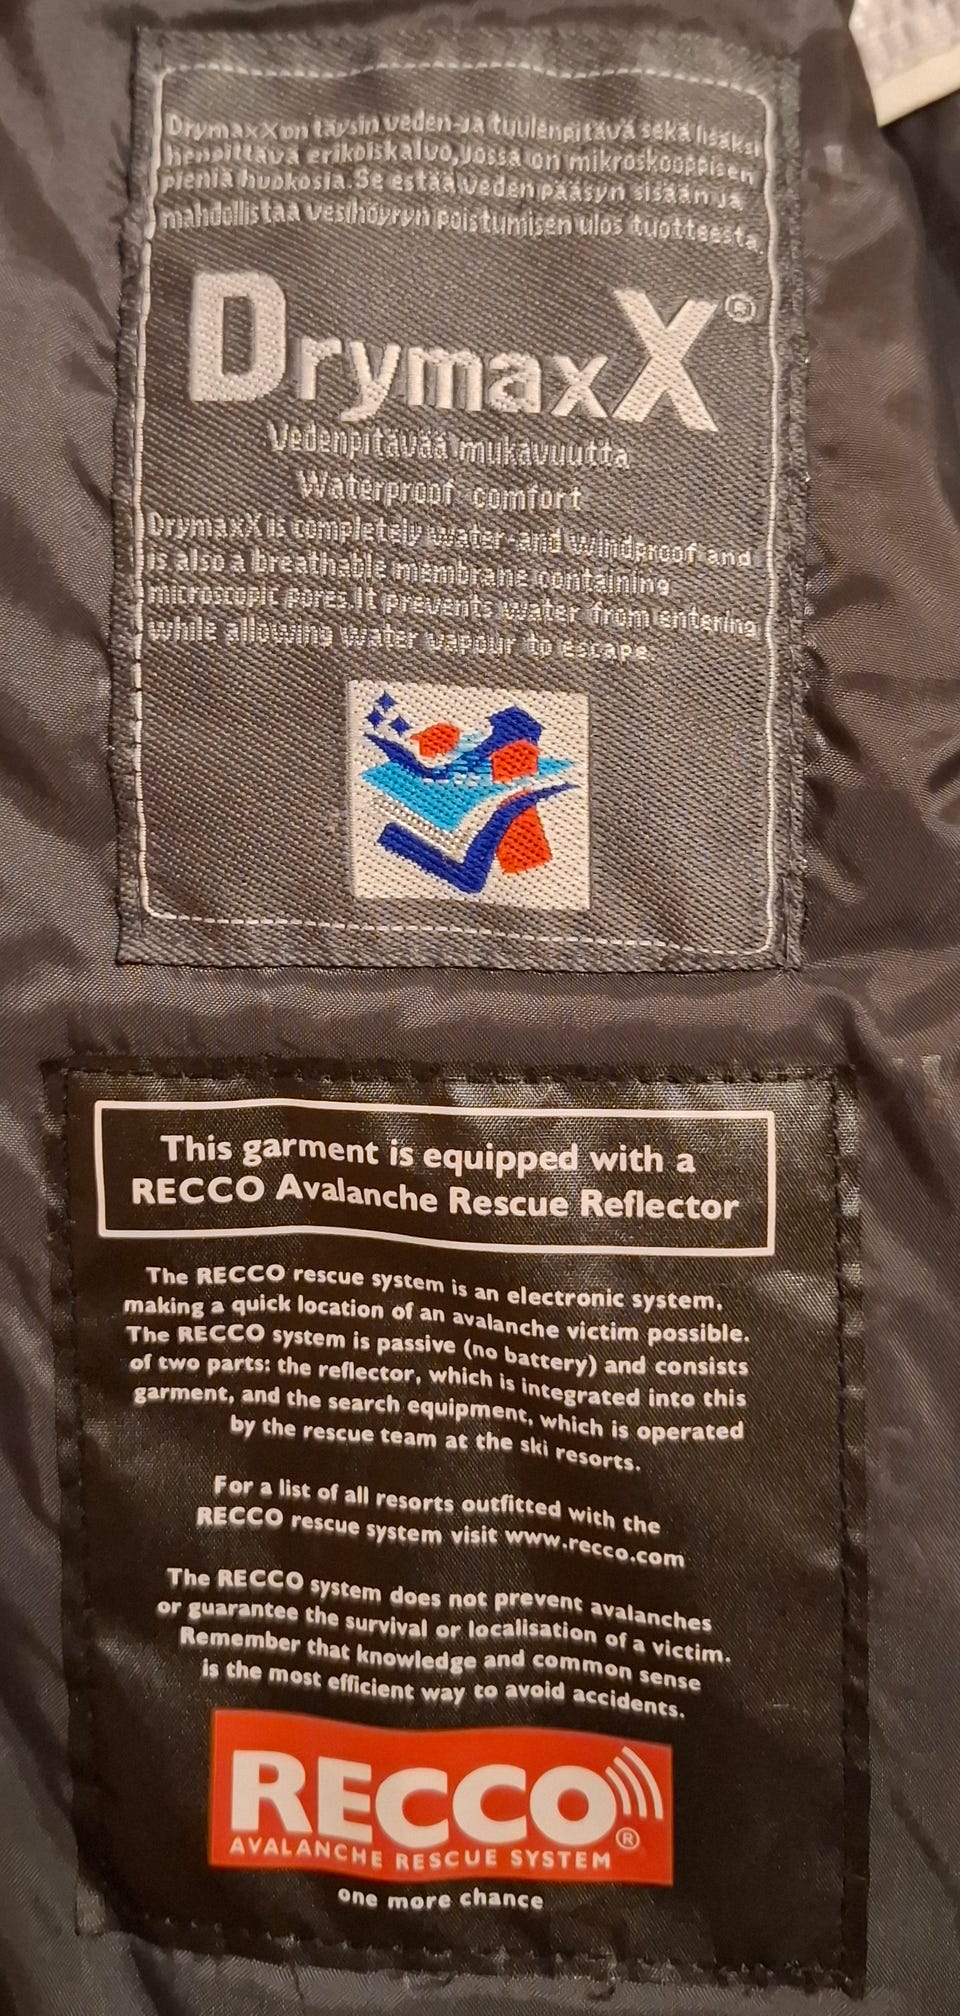 DrymaxX on täysin veden-ja tuulenpitävä sekä lisäksi
hengittävä erikoiskalvo,jossa on mikroskooppisen
pieniä huokosia.Se estää veden pääsyn sisään ja
mahdollistaa vesihöyryn poistumisen ulos tuotteesta.
DrymaxX®
Vedenpitävää mukavuutta
Waterproof comfort
DrymaxX is completely water-and windproof and
is also a breathable membrane containing
microscopic pores.It prevents water from entering
while allowing water vapour to escape.
This garment is equipped with a
RECCO Avalanche Rescue Reflector
The RECCO rescue system is an electronic system.
making a quick location of an avalanche victim possible.
The RECCO system is passive (no battery) and consists
of two parts: the reflector, which is integrated into this
garment, and the search equipment, which is operated
by the rescue team at the ski resorts.
For a list of all resorts outfitted with the
RECCO rescue system visit www.recco.com
The RECCO system does not prevent avalanches
or guarantee the survival or localisation of a victim.
Remember that knowledge and common sense
is the most efficient way to avoid accidents.
RECCO®
AVALANCHE RESCUE SYSTEM
one more chance